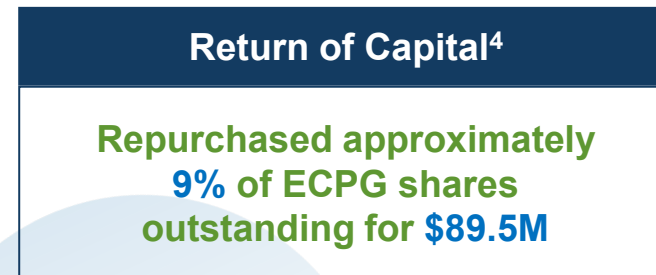 Return of Capital⁴
Repurchased approximately
9% of ECPG shares
outstanding for $89.5M